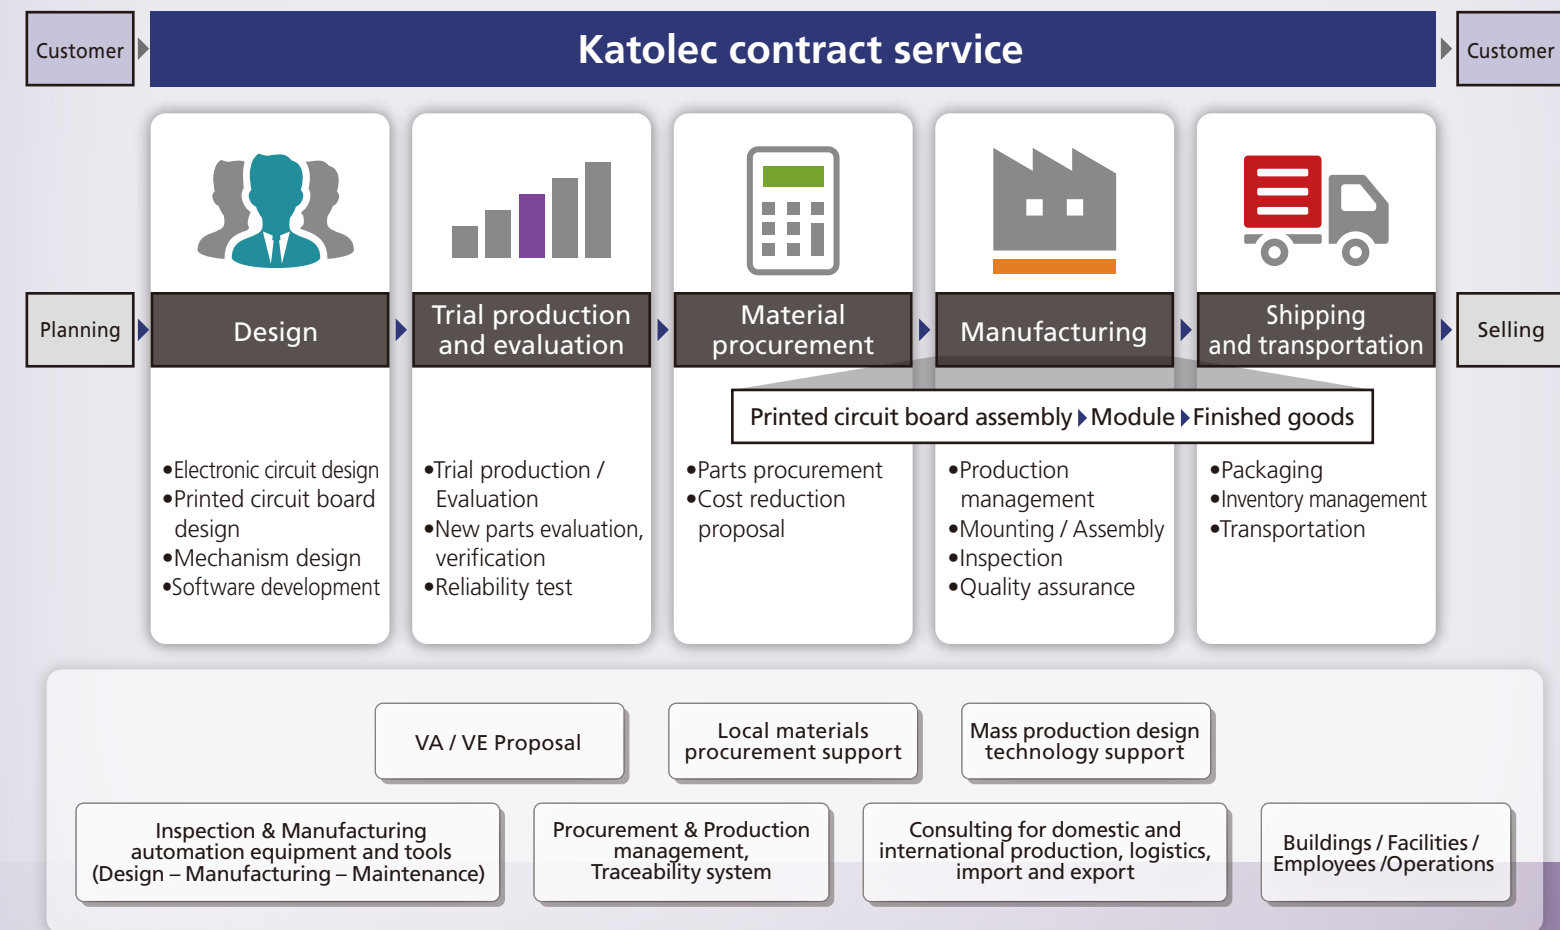 Customer
Katolec contract service
Customer
Planning
Design
Trial production
and evaluation
Material
procurement
Manufacturing
Shipping
and transportation
Selling
Printed circuit board assembly ▶ Module ▶ Finished goods
•Electronic circuit design
•Printed circuit board
design
•Mechanism design
•Software development
•Trial production /
Evaluation
•New parts evaluation,
verification
•Reliability test
•Parts procurement
•Cost reduction
proposal
•Production
management
•Mounting / Assembly
•Inspection
•Quality assurance
•Packaging
•Inventory management
•Transportation
VA / VE Proposal
Local materials
procurement support
Mass production design
technology support
Inspection & Manufacturing
automation equipment and tools
(Design – Manufacturing – Maintenance)
Procurement & Production
management,
Traceability system
Consulting for domestic and
international production, logistics,
import and export
Buildings / Facilities /
Employees /Operations